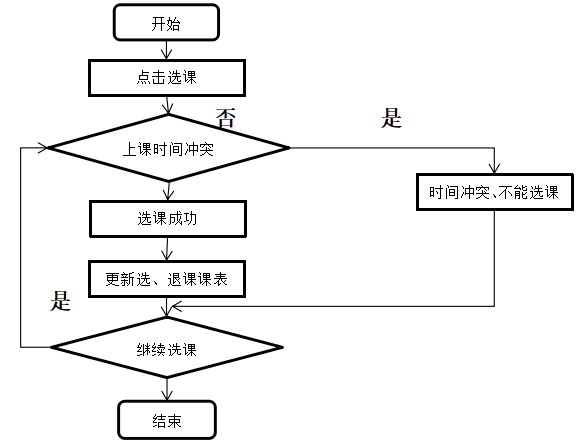 开始
点击选课
否
是
上课时间冲突
时间冲突、不能选课
选课成功
更新选、退课课表
是
继续选课
结束